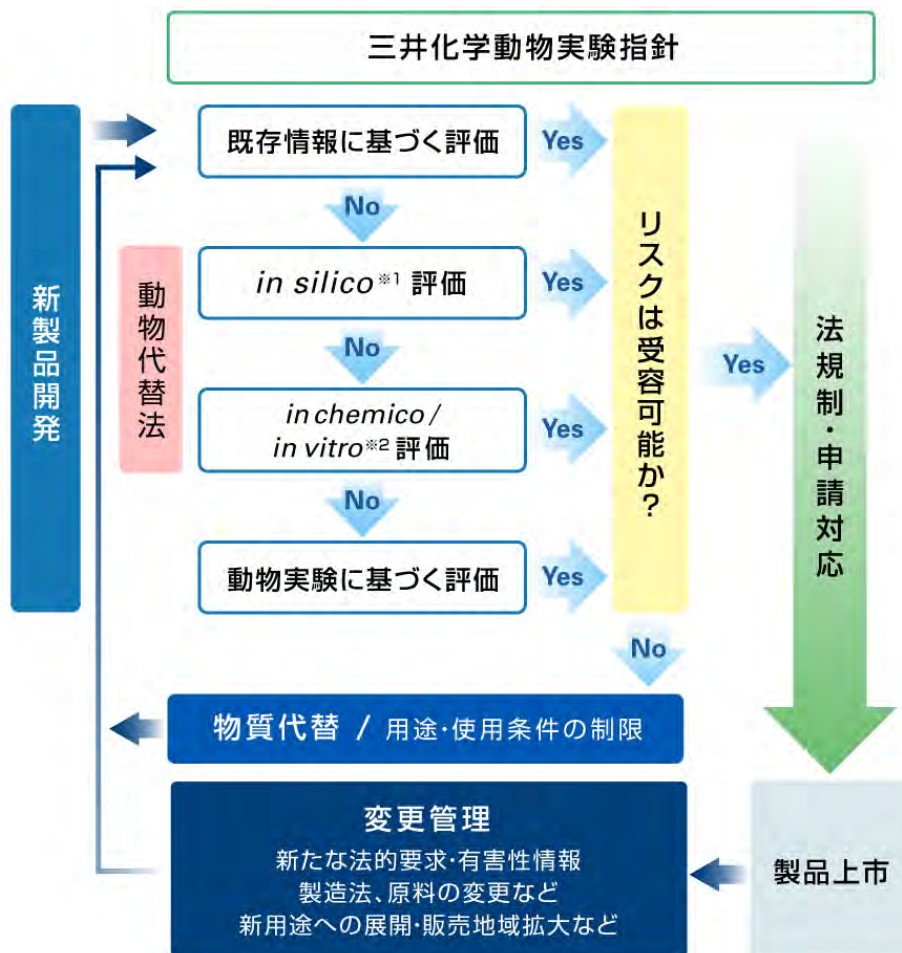 三井化学動物実験指針
新製品開発
既存情報に基づく評価
Yes
No
動物代替法
in silico※1 評価
Yes
No
in chemico /
in vitro※2 評価
Yes
No
動物実験に基づく評価
Yes
リスクは受容可能か?
Yes
No
法規制・申請対応
物質代替 / 用途・使用条件の制限
変更管理
新たな法的要求・有害性情報
製造法、原料の変更など
新用途への展開・販売地域拡大など
製品上市